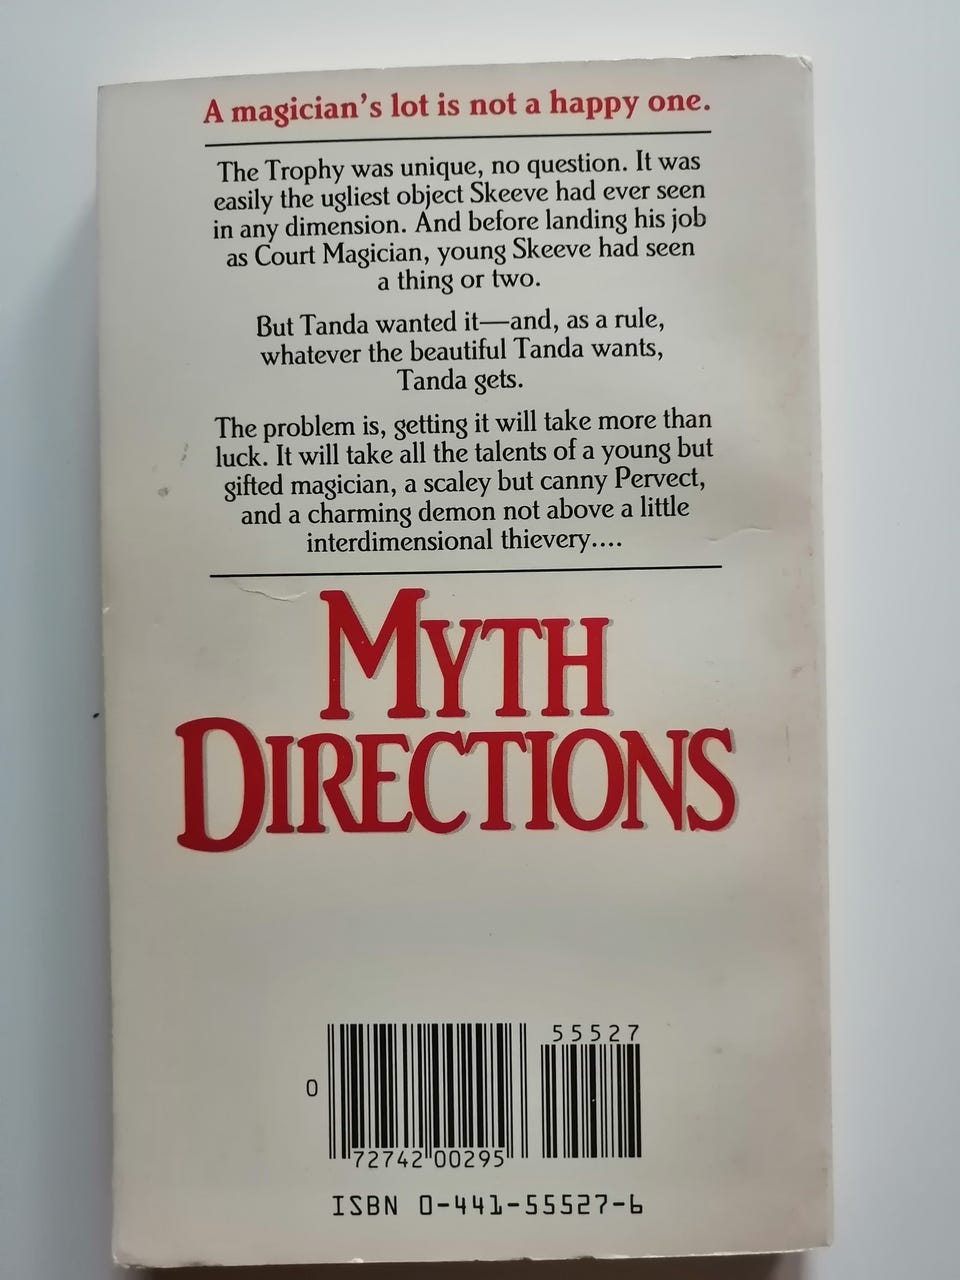 A magician's lot is not a happy one.
The Trophy was unique, no question. It was
easily the ugliest object Skeeve had ever seen
in any dimension. And before landing his job
as Court Magician, young Skeeve had seen
a thing or two.
But Tanda wanted it—and, as a rule,
whatever the beautiful Tanda wants,
Tanda gets.
The problem is, getting it will take more than
luck. It will take all the talents of a young but
gifted magician, a scaley but canny Pervect,
and a charming demon not above a little
interdimensional thievery....
MYTH
DIRECTIONS
55527
0
72742 00295
ISBN 0-441-55527-6